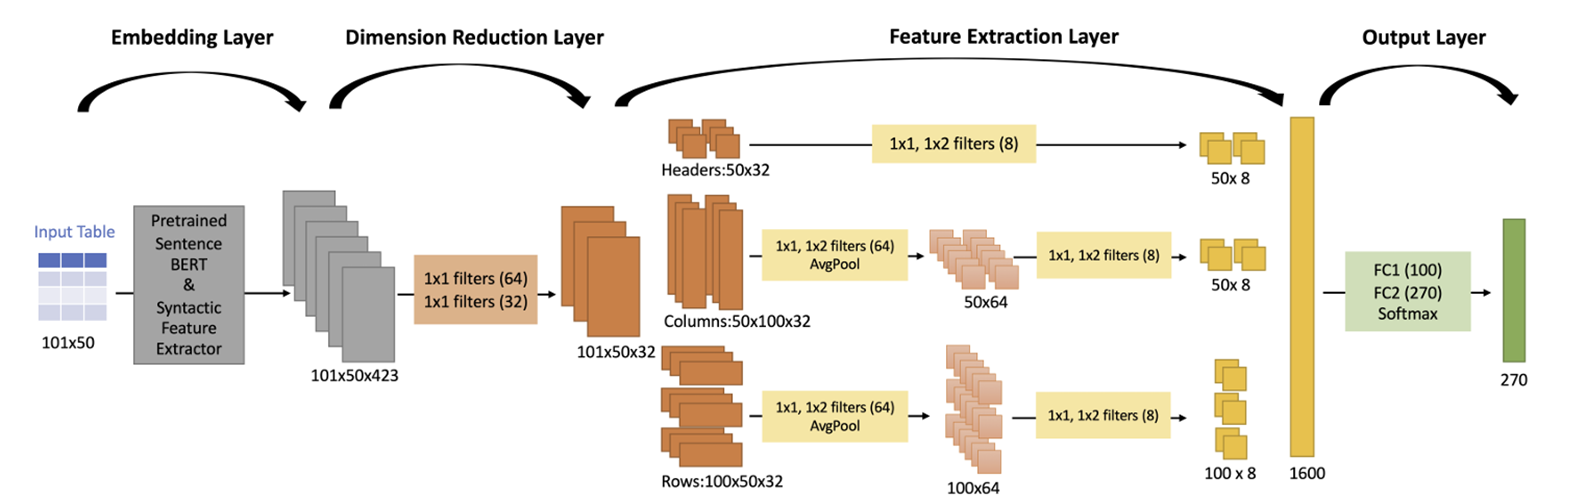 Embedding Layer
Dimension Reduction Layer
Feature Extraction Layer
Output Layer
Input Table
101x50
Pretrained
Sentence
BERT
&
Syntactic
Feature
Extractor
101x50x423
1x1 filters (64)
1x1 filters (32)
101x50x32
Headers:50x32
1x1, 1x2 filters (8)
50x 8
Columns:50x100x32
1x1, 1x2 filters (64)
AvgPool
50x64
1x1, 1x2 filters (8)
50x 8
Rows:100x50x32
1x1, 1x2 filters (64)
AvgPool
100x64
1x1, 1x2 filters (8)
100 x 8
1600
FC1 (100)
FC2 (270)
Softmax
270